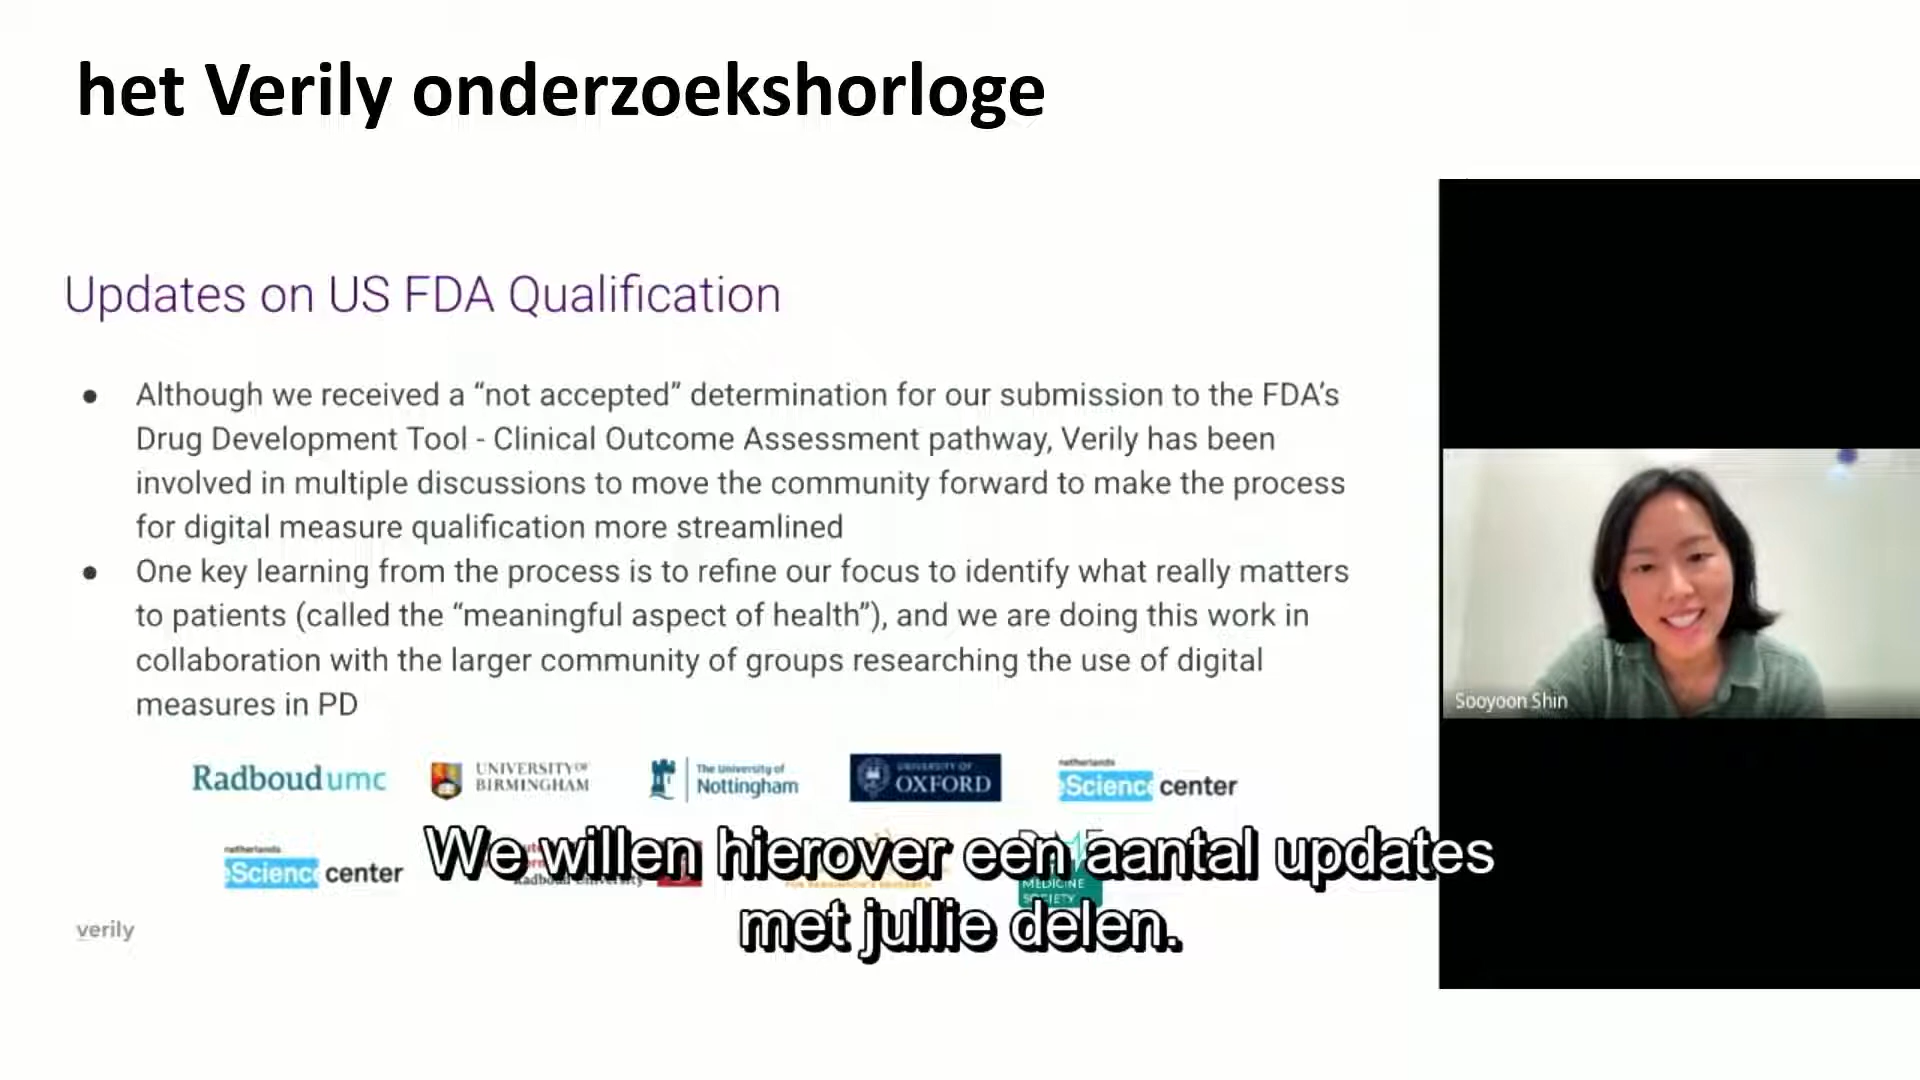 het Verily onderzoekshorloge
Updates on US FDA Qualification
● Although we received a “not accepted” determination for our submission to the FDA’s
Drug Development Tool - Clinical Outcome Assessment pathway, Verily has been
involved in multiple discussions to move the community forward to make the process
for digital measure qualification more streamlined
● One key learning from the process is to refine our focus to identify what really matters
to patients (called the “meaningful aspect of health”), and we are doing this work in
collaboration with the larger community of groups researching the use of digital
measures in PD
Sooyoon Shin
Radboudumc
UNIVERSITY OF
BIRMINGHAM
The University of
Nottingham
UNIVERSITY OF
OXFORD
netherlands
eScience center
netherlands
eScience center
Radboud University
FOR PARKINSON'S RESEARCH
MEDICINE
SOCIETY
We willen hierover een aantal updates
met jullie delen.
verily